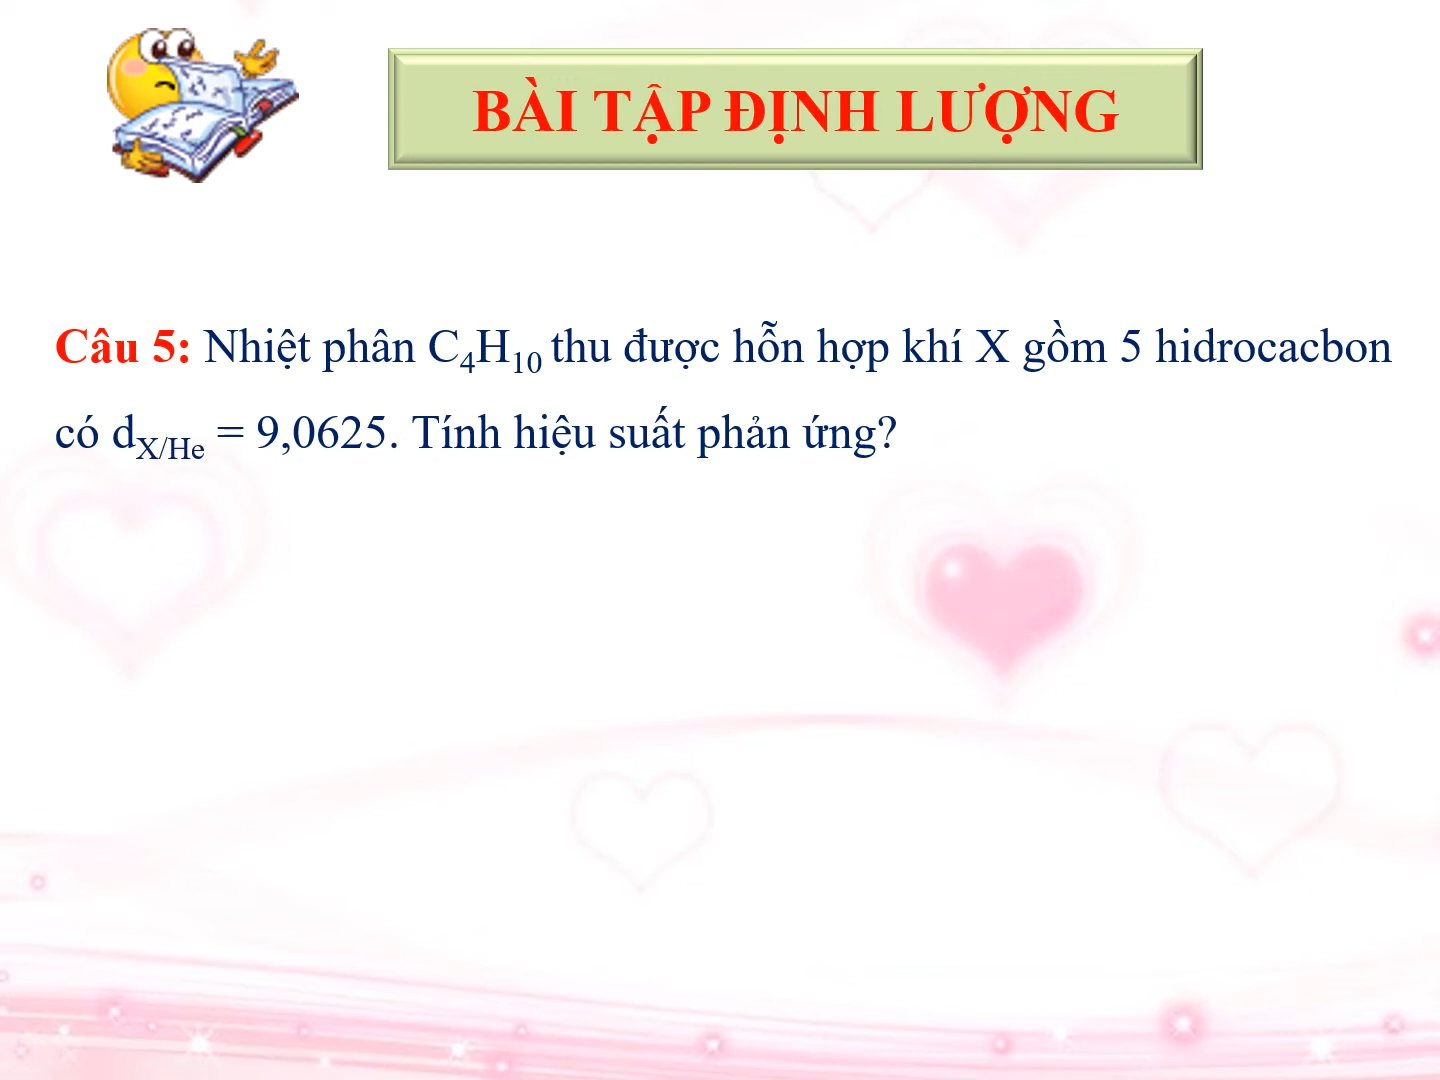 BÀI TẬP ĐỊNH LƯỢNG
Câu 5: Nhiệt phân C₄H₁₀ thu được hỗn hợp khí X gồm 5 hidrocacbon
có d_X/He = 9,0625. Tính hiệu suất phản ứng?